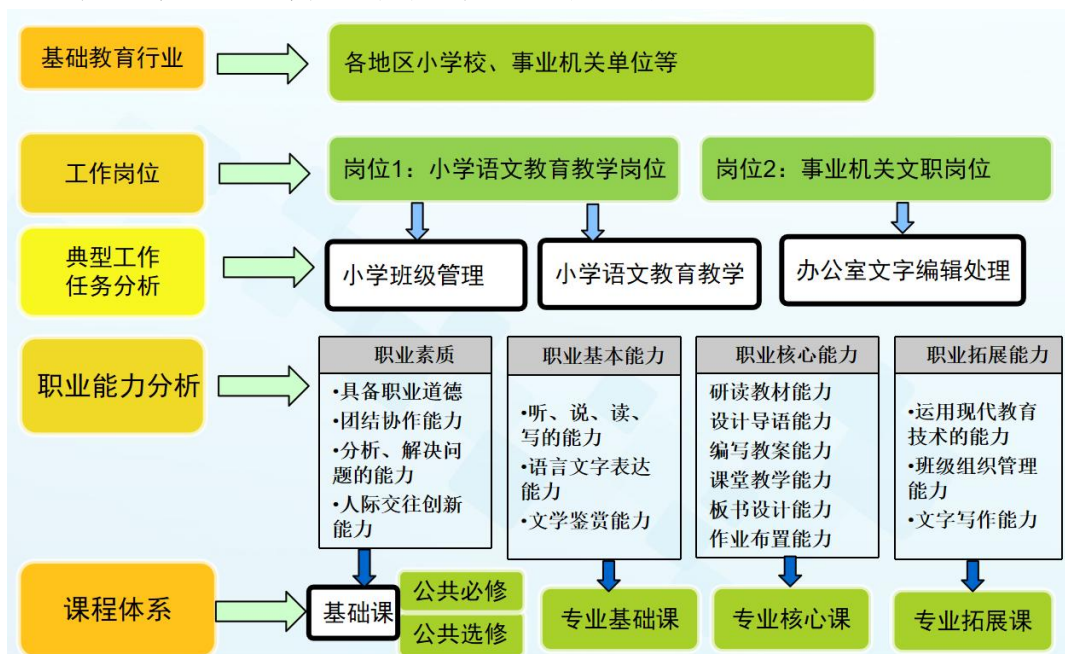 基础教育行业
各地区小学校、事业机关单位等
工作岗位
岗位1：小学语文教育教学岗位
岗位2：事业机关文职岗位
典型工作
任务分析
小学班级管理
小学语文教育教学
办公室文字编辑处理
职业能力分析
职业素质
•具备职业道德
•团结协作能力
•分析、解决问
题的能力
•人际交往创新
能力
职业基本能力
•听、说、读、
写的能力
•语言文字表达
能力
•文学鉴赏能力
职业核心能力
研读教材能力
设计导语能力
编写教案能力
课堂教学能力
板书设计能力
作业布置能力
职业拓展能力
•运用现代教育
技术的能力
•班级组织管理
能力
•文字写作能力
课程体系
基础课
公共必修
公共选修
专业基础课
专业核心课
专业拓展课